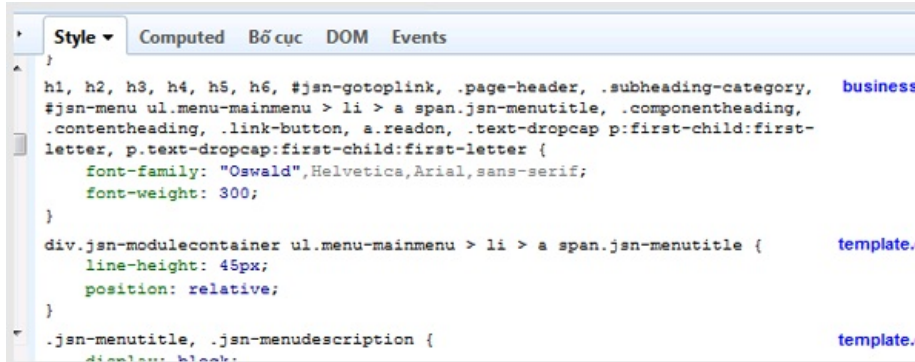 Style ▾ Computed Bố cục DOM Events
}
h1, h2, h3, h4, h5, h6, #jsn-gotoplink, .page-header, .subheading-category, business
#jsn-menu ul.menu-mainmenu > li > a span.jsn-menutitle, .componentheading,
.contentheading, .link-button, a.readon, .text-dropcap p:first-child:first-
letter, p.text-dropcap:first-child:first-letter {
font-family: "Oswald",Helvetica,Arial,sans-serif;
font-weight: 300;
}
div.jsn-modulecontainer ul.menu-mainmenu > li > a span.jsn-menutitle { template.
line-height: 45px;
position: relative;
}
.jsn-menutitle, .jsn-menudescription { template.
display: block;